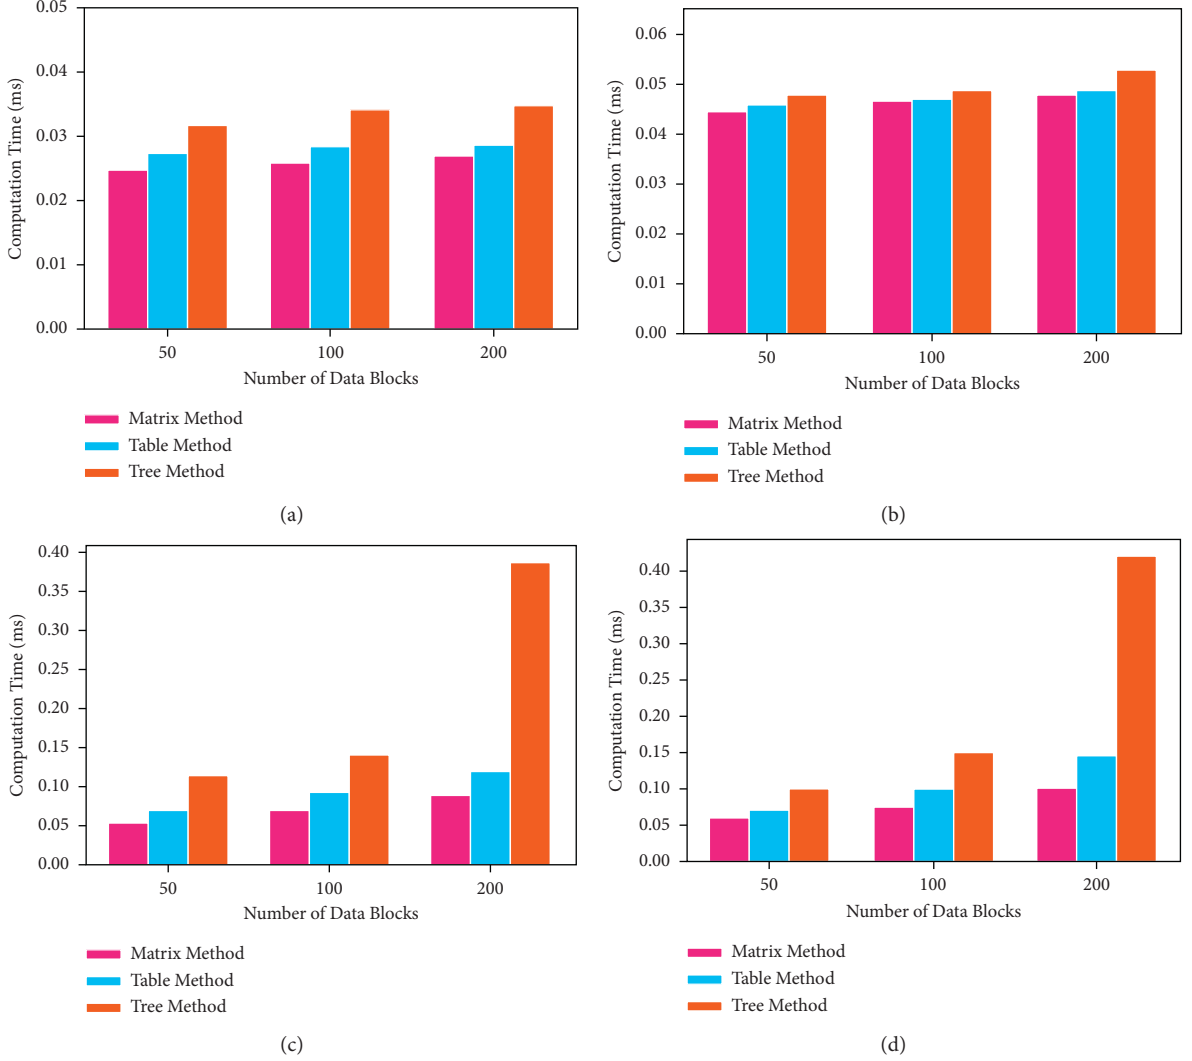 0.05
0.04
0.03
0.02
0.01
0.00
Computation Time (ms)
50
100
200
Number of Data Blocks
Matrix Method
Table Method
Tree Method
(a)
0.06
0.05
0.04
0.03
0.02
0.01
0.00
Computation Time (ms)
50
100
200
Number of Data Blocks
Matrix Method
Table Method
Tree Method
(b)
0.40
0.35
0.30
0.25
0.20
0.15
0.10
0.05
0.00
Computation Time (ms)
50
100
200
Number of Data Blocks
Matrix Method
Table Method
Tree Method
(c)
0.40
0.35
0.30
0.25
0.20
0.15
0.10
0.05
0.00
Computation Time (ms)
50
100
200
Number of Data Blocks
Matrix Method
Table Method
Tree Method
(d)